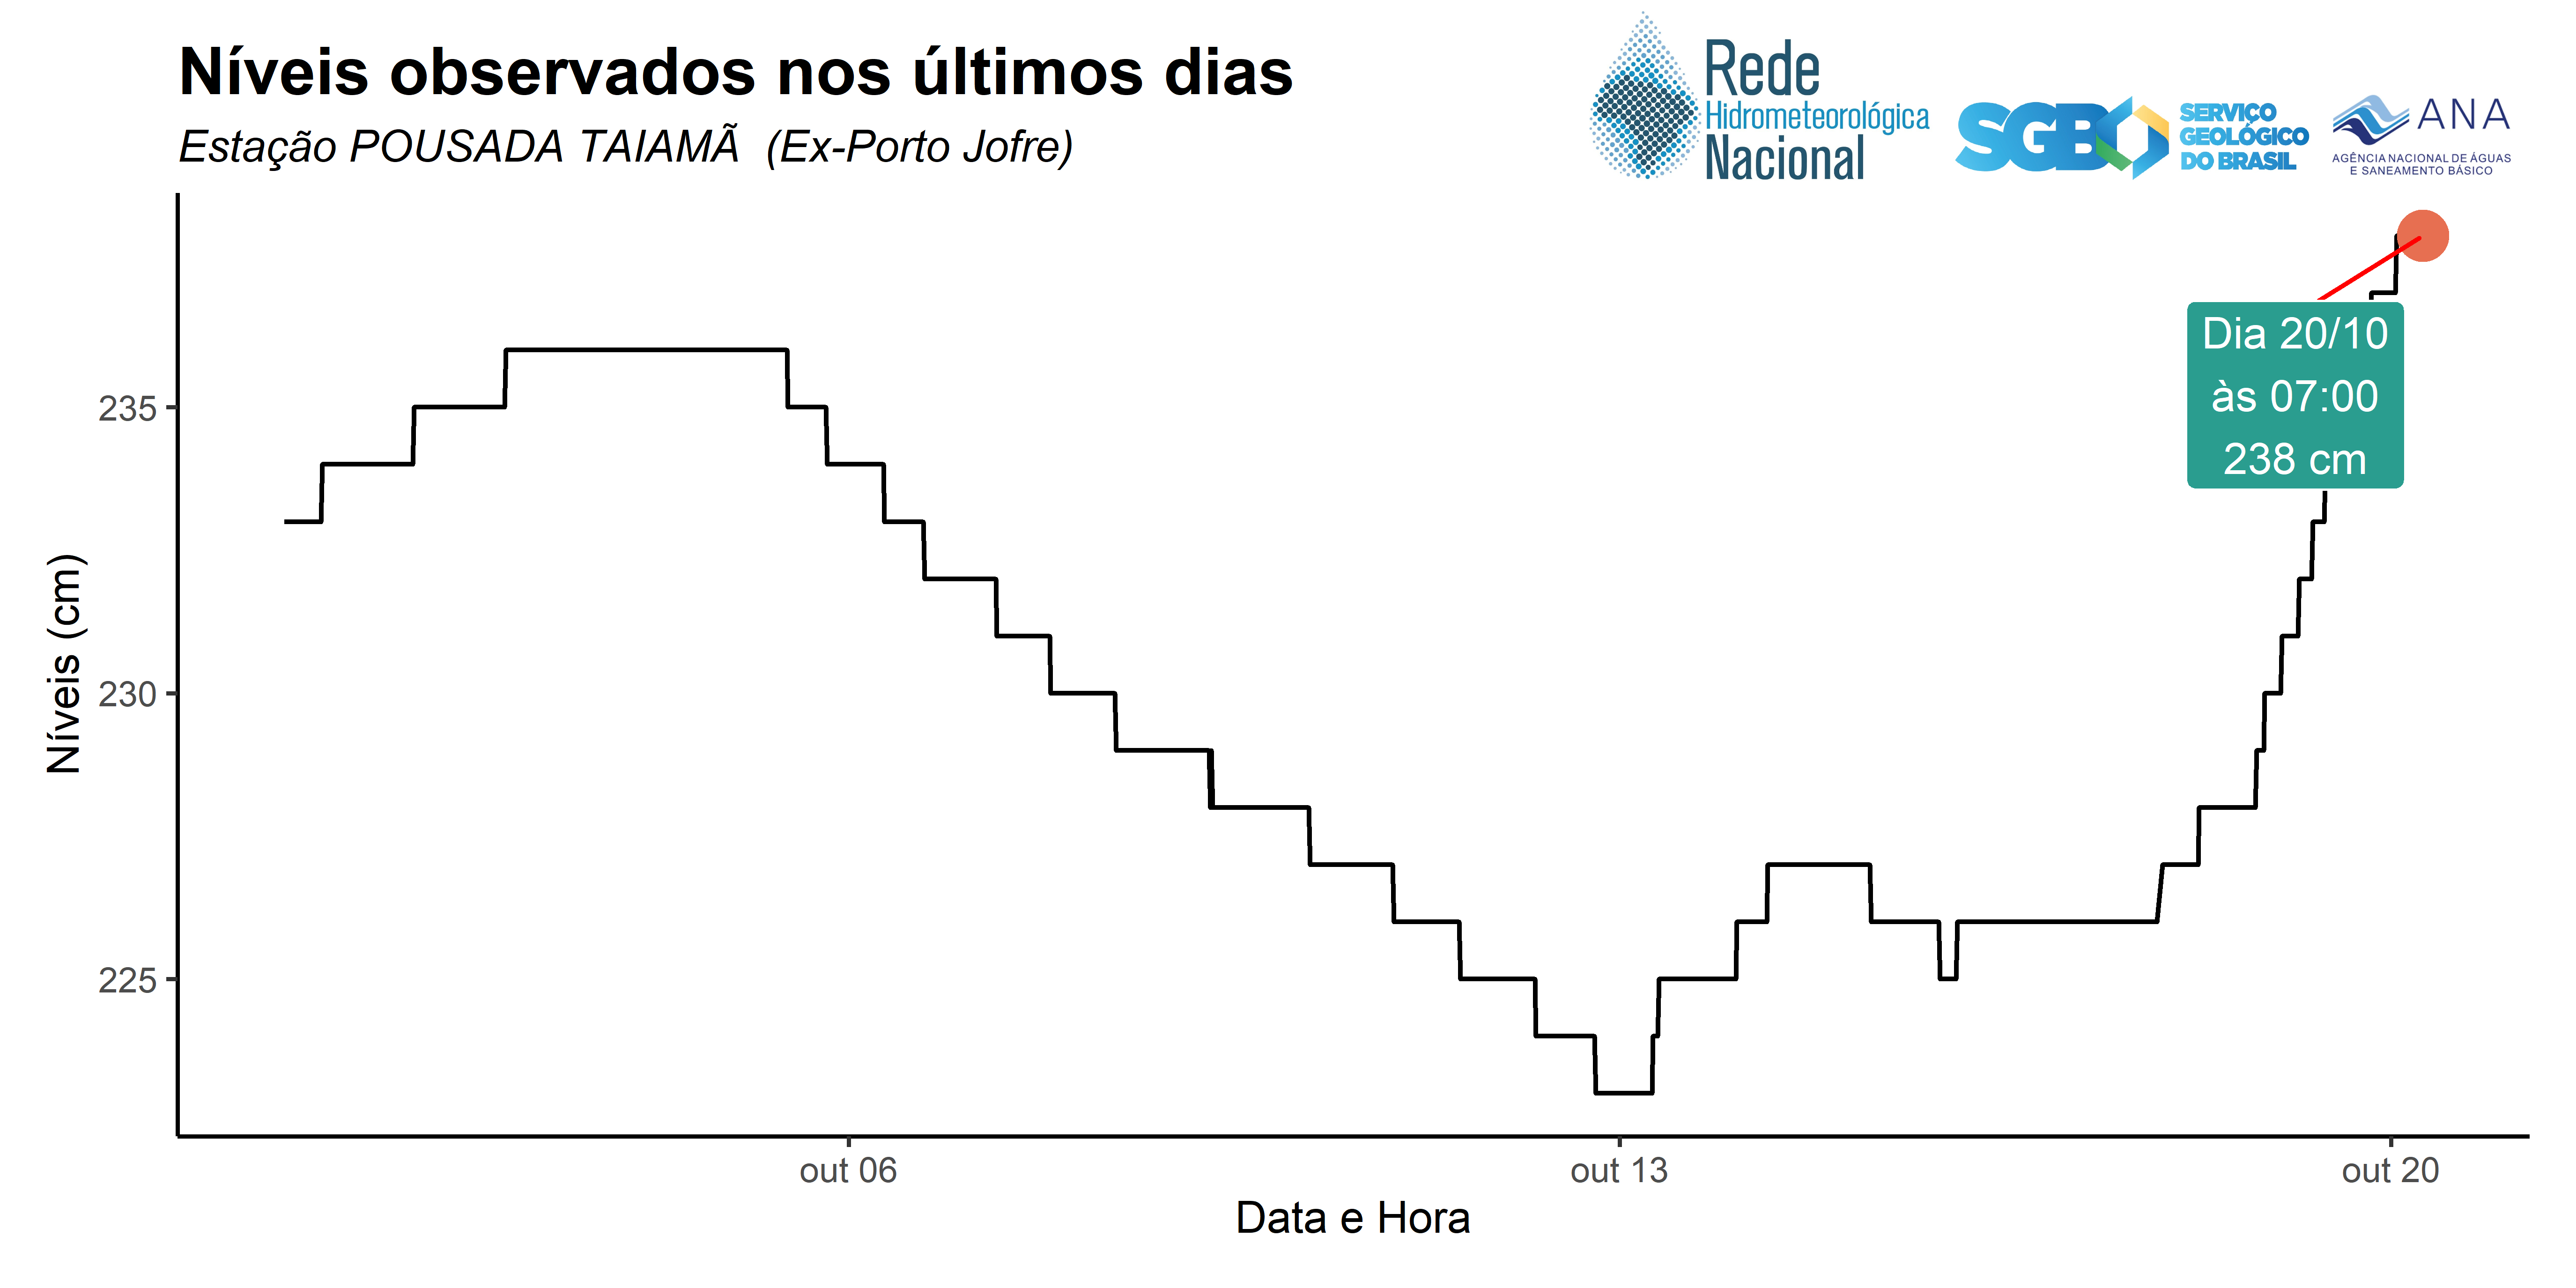 Níveis observados nos últimos dias
Estação POUSADA TAIAMÃ  (Ex-Porto Jofre)
Rede
Hidrometeorológica
Nacional
SGB
SERVIÇO
GEOLÓGICO
DO BRASIL
ANA
AGÊNCIA NACIONAL DE ÁGUAS
E SANEAMENTO BÁSICO
Dia 20/10
às 07:00
238 cm
Níveis (cm)
235
230
225
out 06
out 13
out 20
Data e Hora